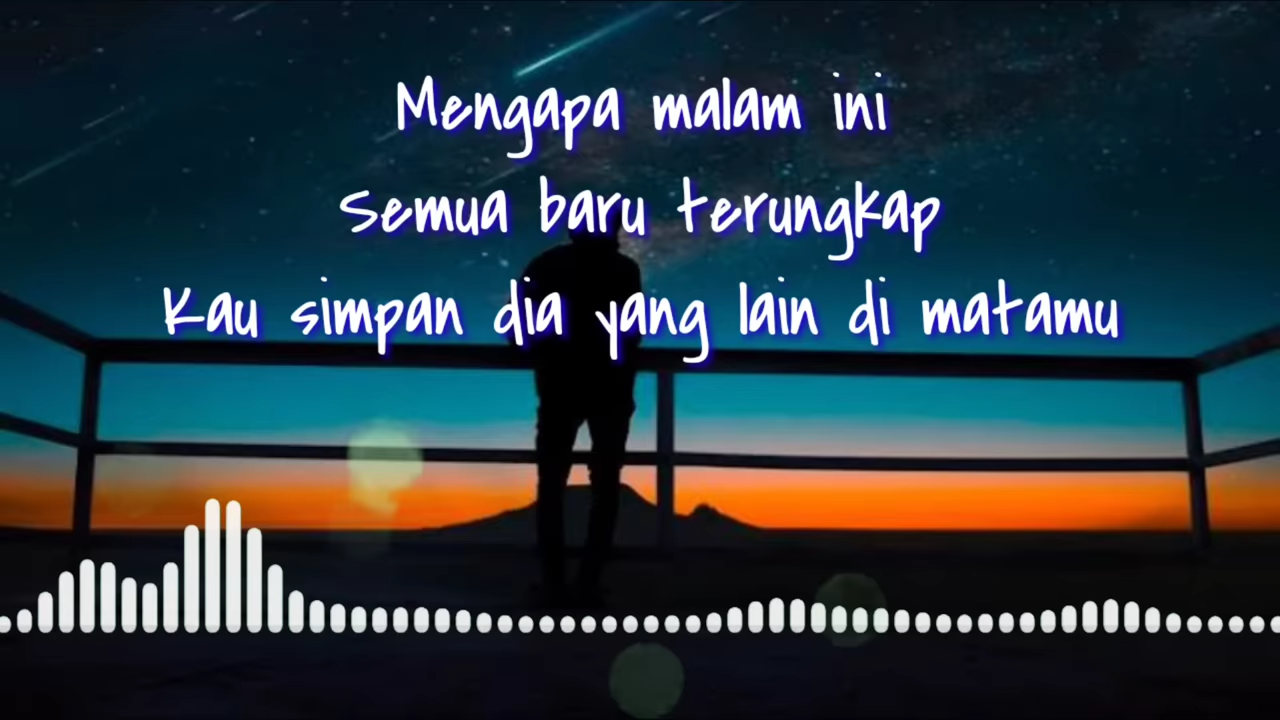 Mengapa malam ini
Semua baru terungkap
Kau simpan dia yang lain di matamu